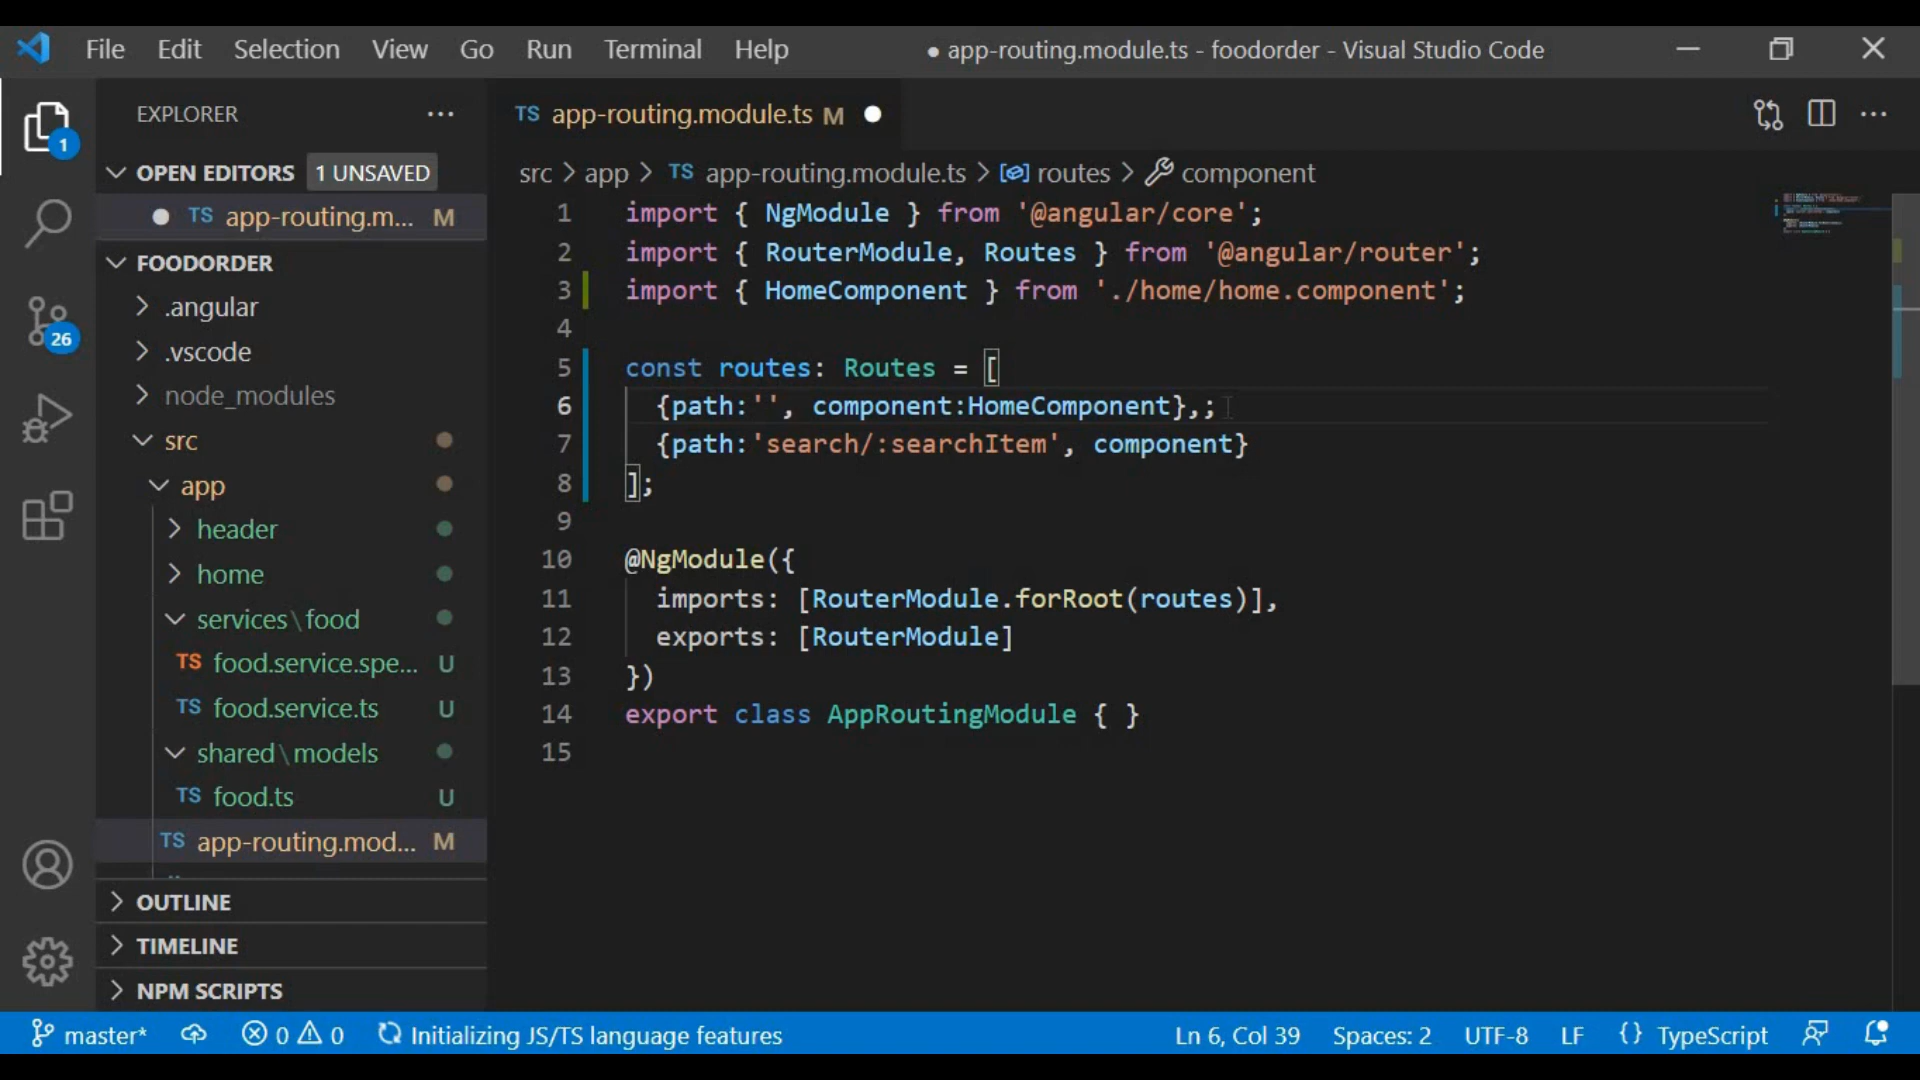 File Edit Selection View Go Run Terminal Help ● app-routing.module.ts - foodorder - Visual Studio Code
EXPLORER ···
TS app-routing.module.ts M
OPEN EDITORS 1 UNSAVED
TS app-routing.m... M
FOODORDER
.angular
.vscode
node_modules
src
app
header
home
services\food
TS food.service.spe... U
TS food.service.ts U
shared\models
TS food.ts U
TS app-routing.mod... M
OUTLINE
TIMELINE
NPM SCRIPTS
1
26
src > app > TS app-routing.module.ts > routes > component
1 import { NgModule } from '@angular/core';
2 import { RouterModule, Routes } from '@angular/router';
3 import { HomeComponent } from './home/home.component';
4
5 const routes: Routes = [
6 {path:'', component:HomeComponent},;
7 {path:'search/:searchItem', component}
8 ];
9
10 @NgModule({
11 imports: [RouterModule.forRoot(routes)],
12 exports: [RouterModule]
13 })
14 export class AppRoutingModule { }
15
master* 0 0 Initializing JS/TS language features Ln 6, Col 39 Spaces: 2 UTF-8 LF {} TypeScript